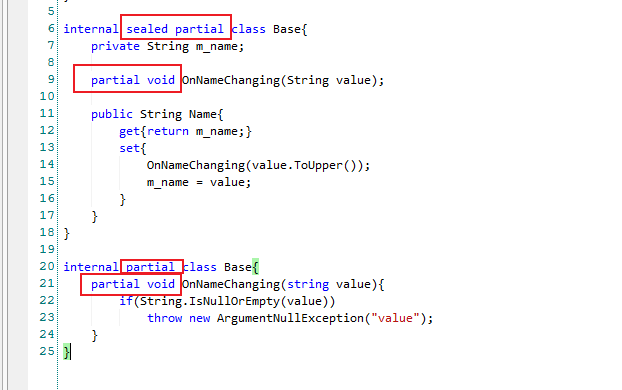 5
6 internal sealed partial class Base{
7 private String m_name;
8
9 partial void OnNameChanging(String value);
10
11 public String Name{
12 get{return m_name;}
13 set{
14 OnNameChanging(value.ToUpper());
15 m_name = value;
16 }
17 }
18 }
19
20 internal partial class Base{
21 partial void OnNameChanging(string value){
22 if(String.IsNullOrEmpty(value))
23 throw new ArgumentNullException("value");
24 }
25 }